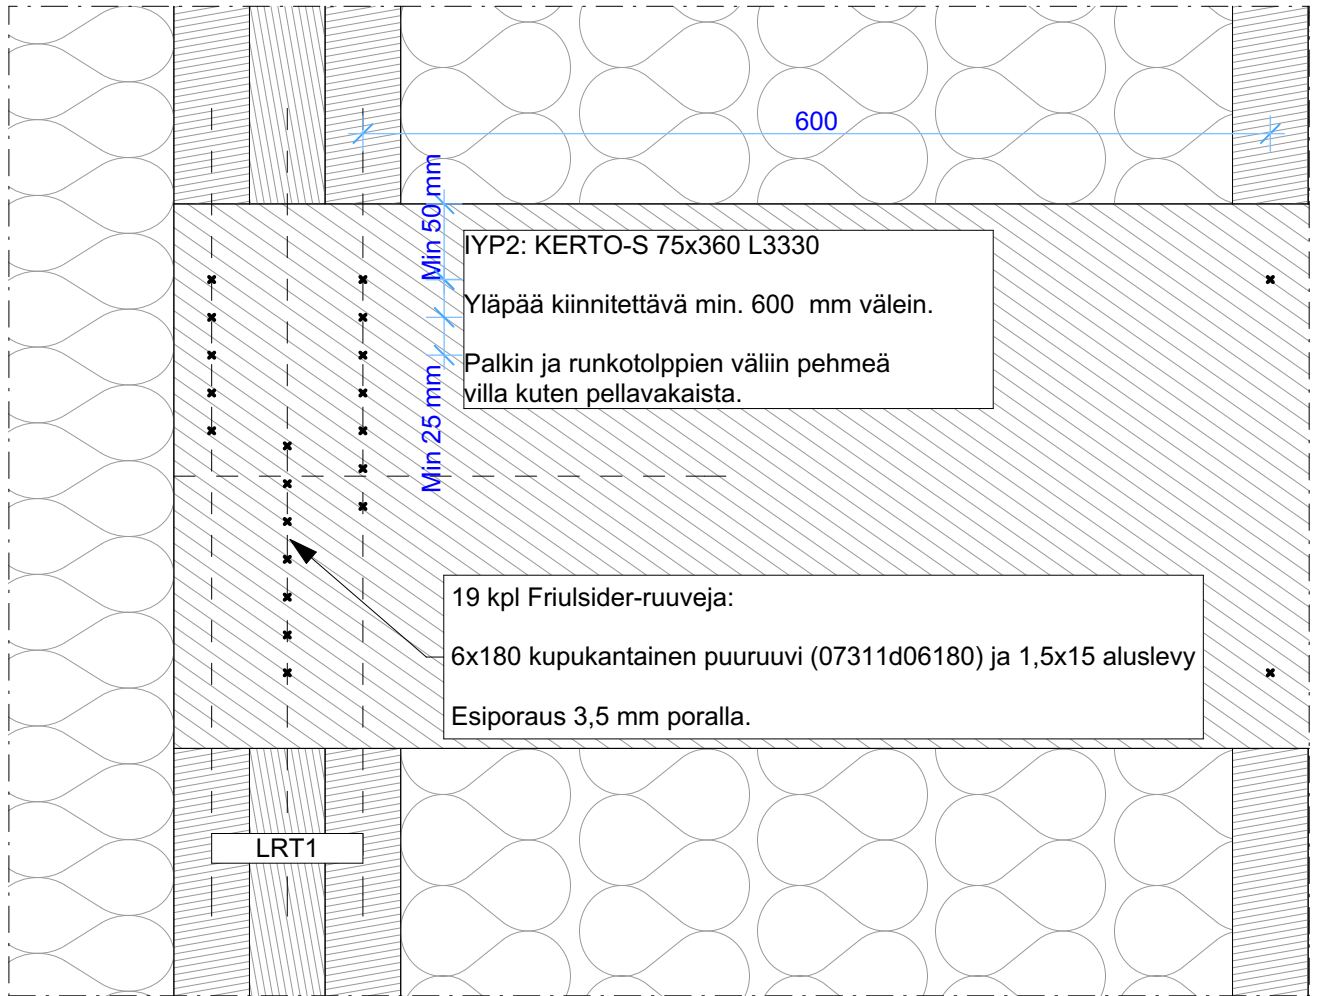 600
Min 50 mm
IYP2: KERTO-S 75x360 L3330
Yläpää kiinnitettävä min. 600 mm välein.
Palkin ja runkotolppien väliin pehmeä
villa kuten pellavakaista.
Min 25 mm
19 kpl Friulsider-ruuveja:
6x180 kupukantainen puuruuvi (07311d06180) ja 1,5x15 aluslevy
Esiporaus 3,5 mm poralla.
LRT1